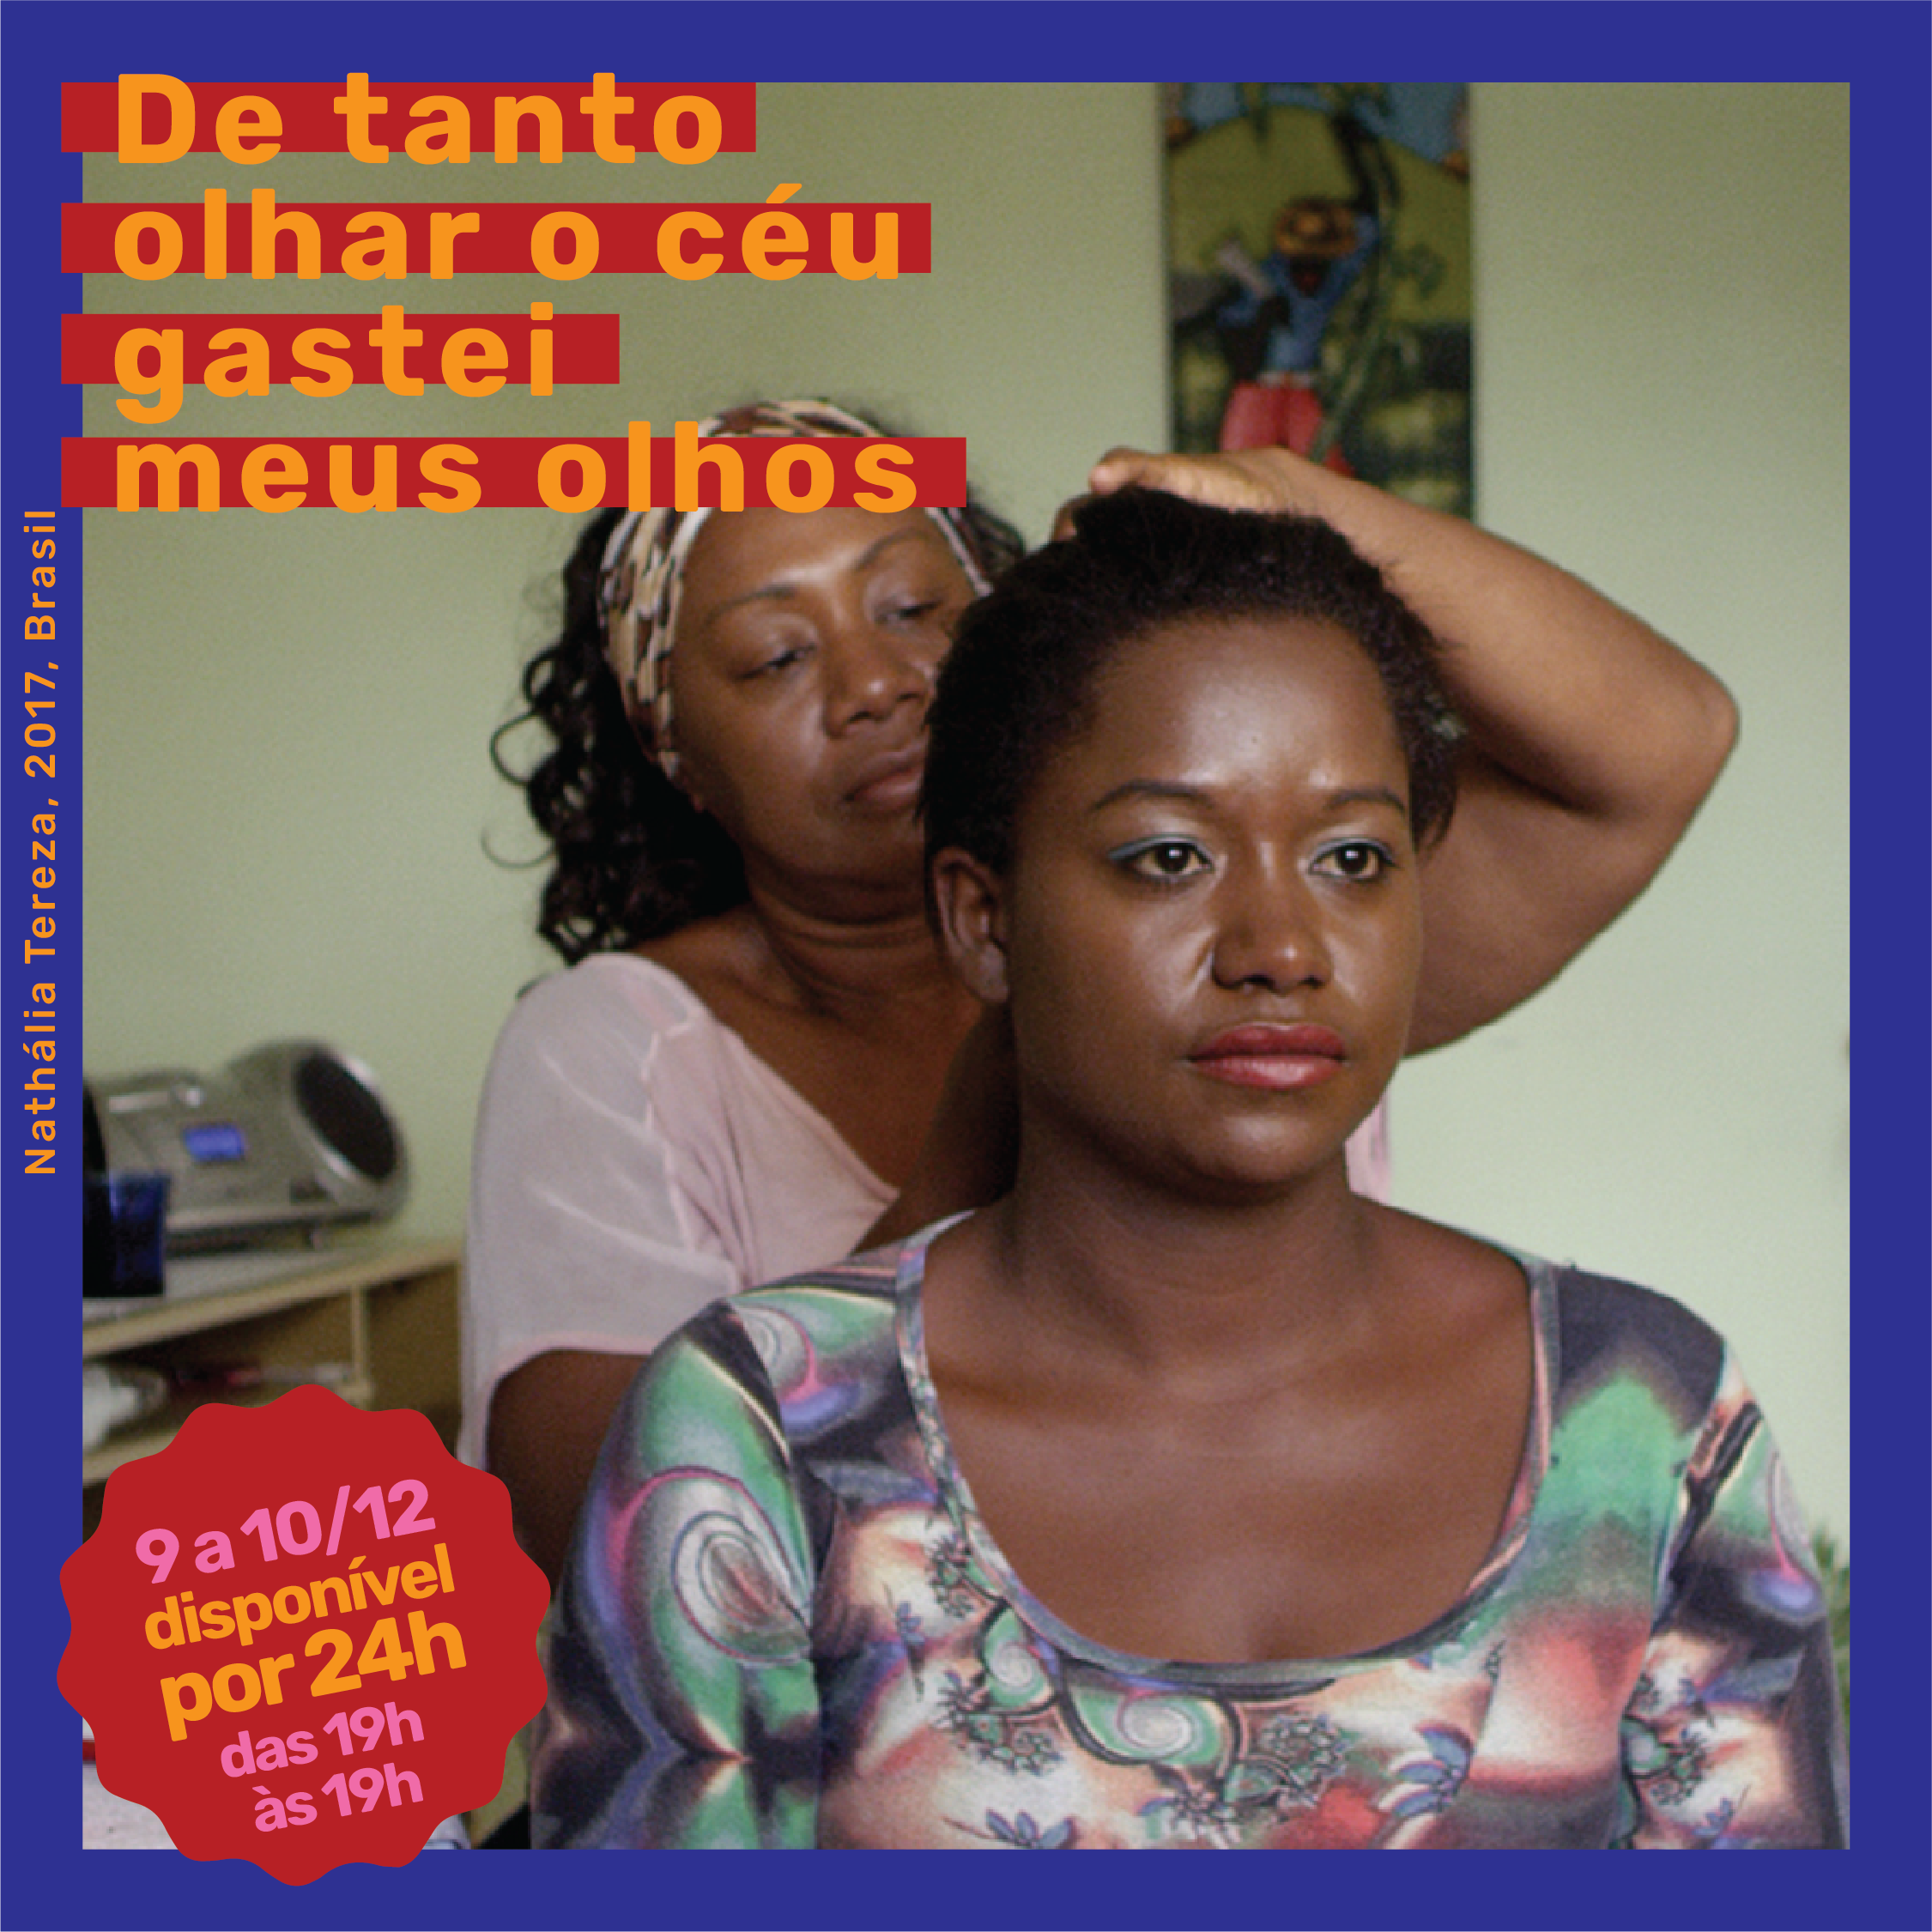 De tanto
olhar o céu
gastei
meus olhos
Nathália Tereza, 2017, Brasil
9 a 10/12
disponível
por 24h
das 19h
às 19h